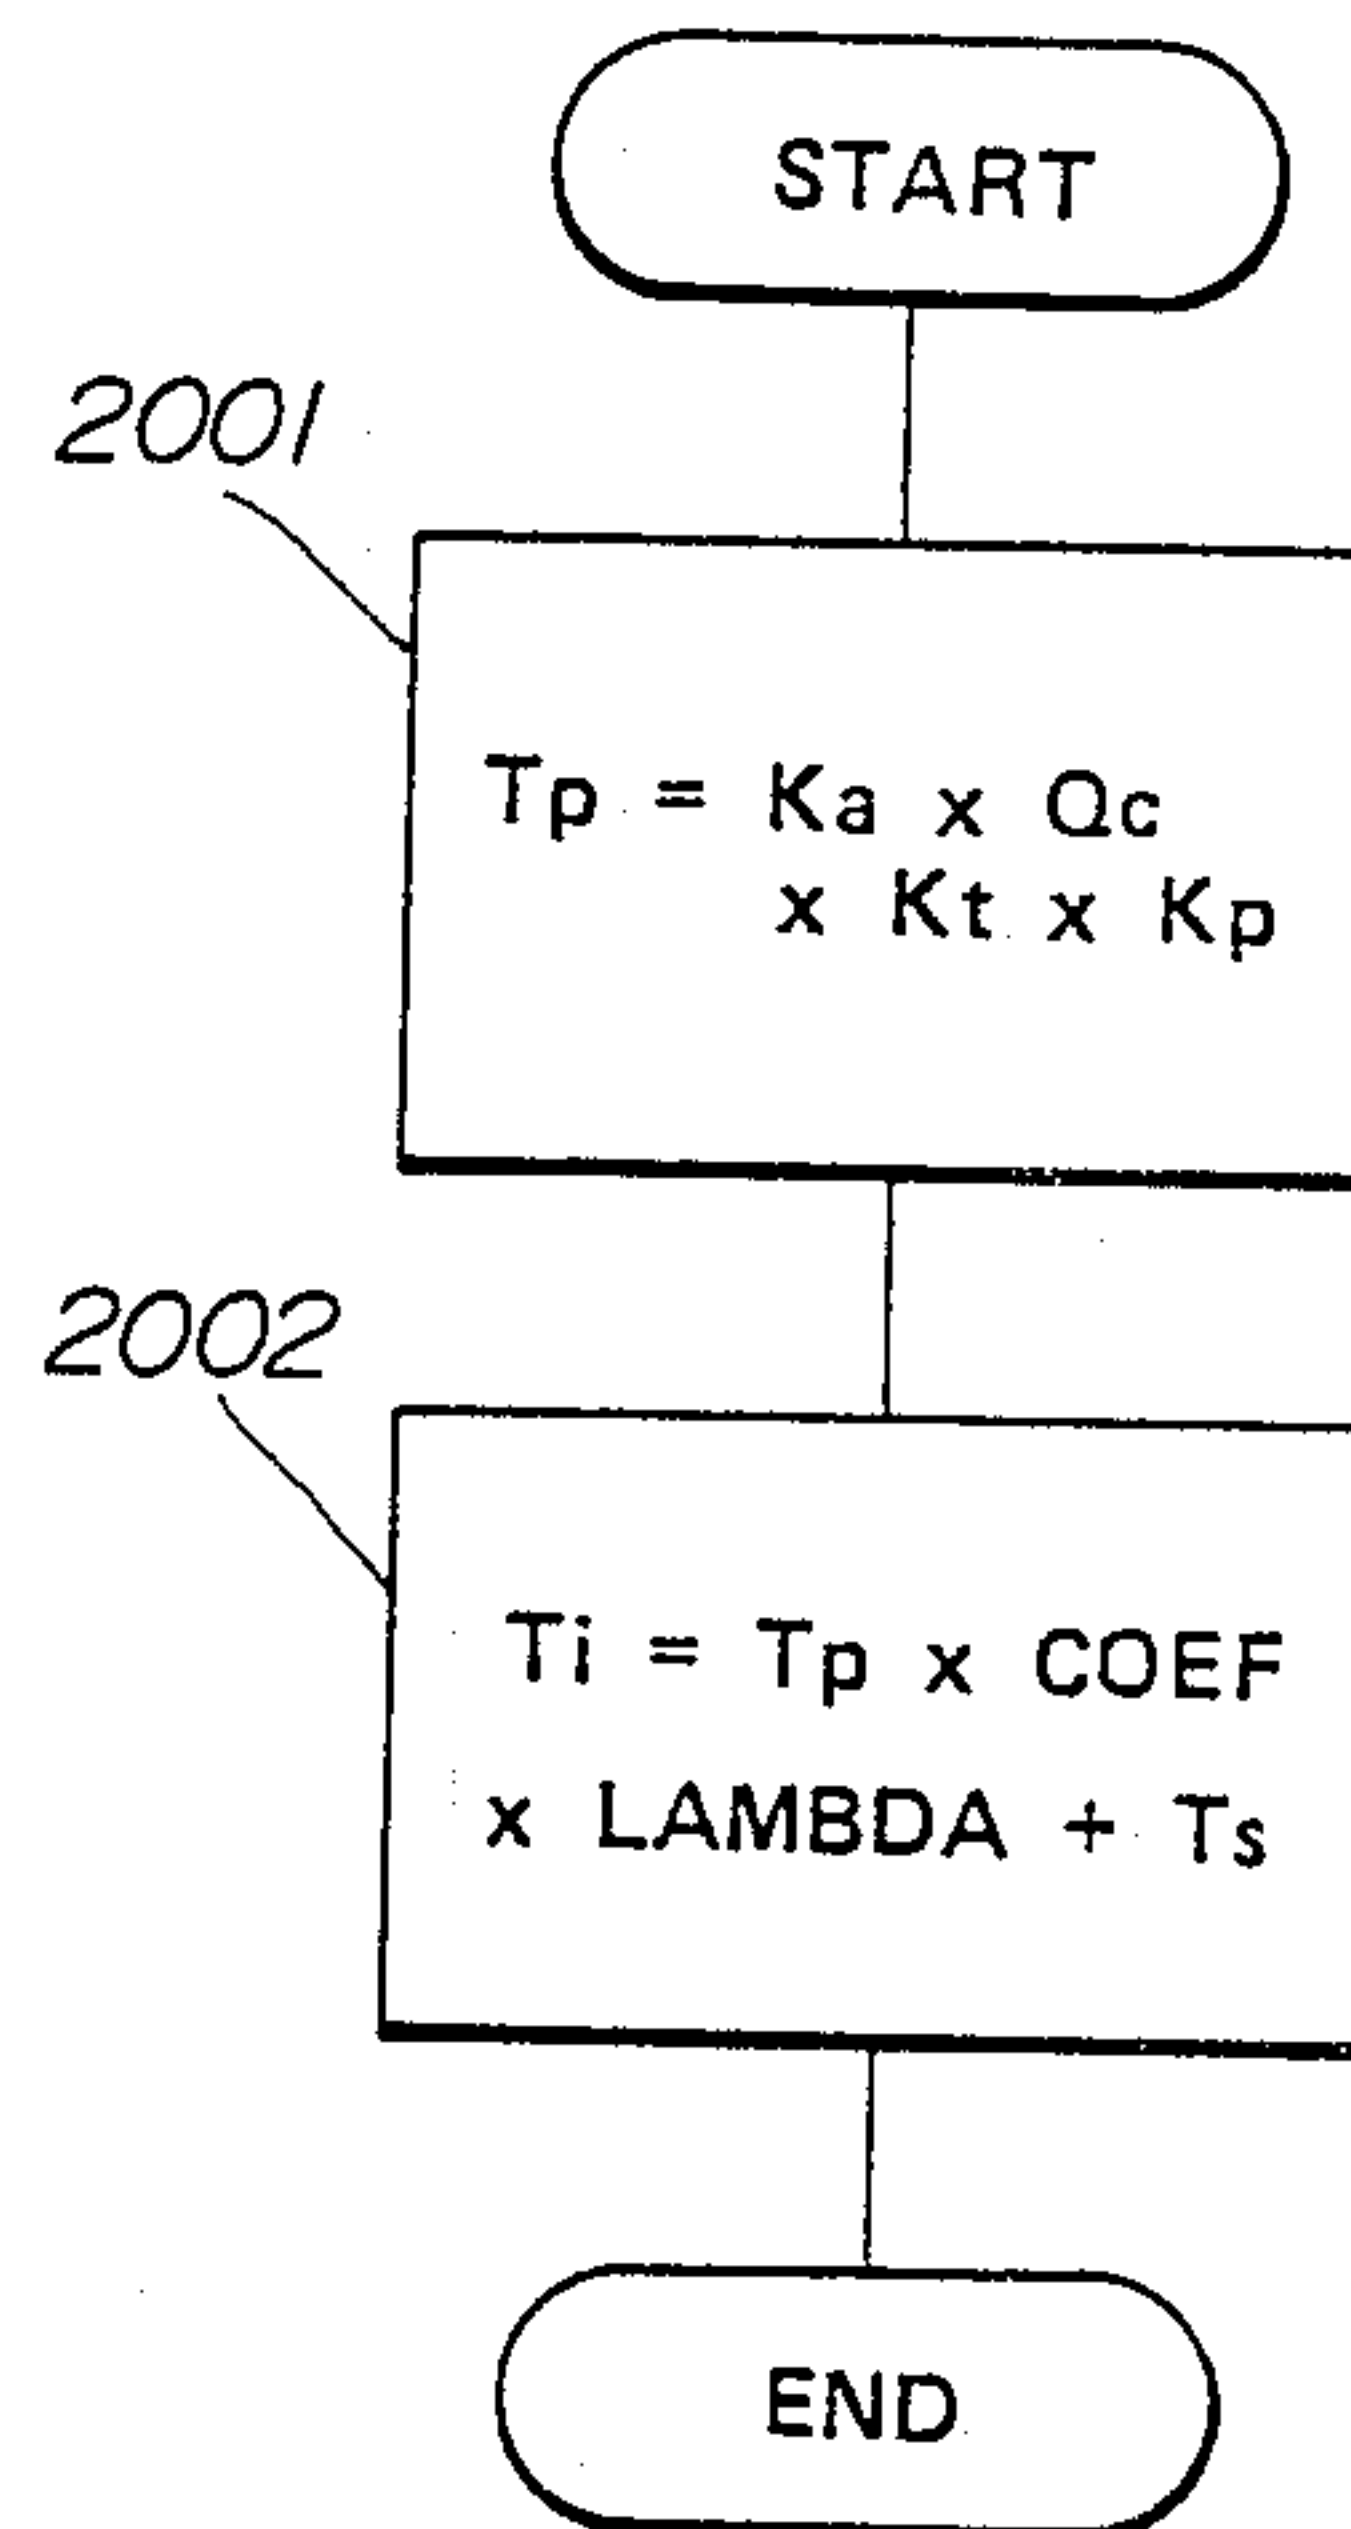 START
2001
Tp = Ka x Qc
x Kt x Kp
2002
Ti = Tp x COEF
x LAMBDA + Ts
END